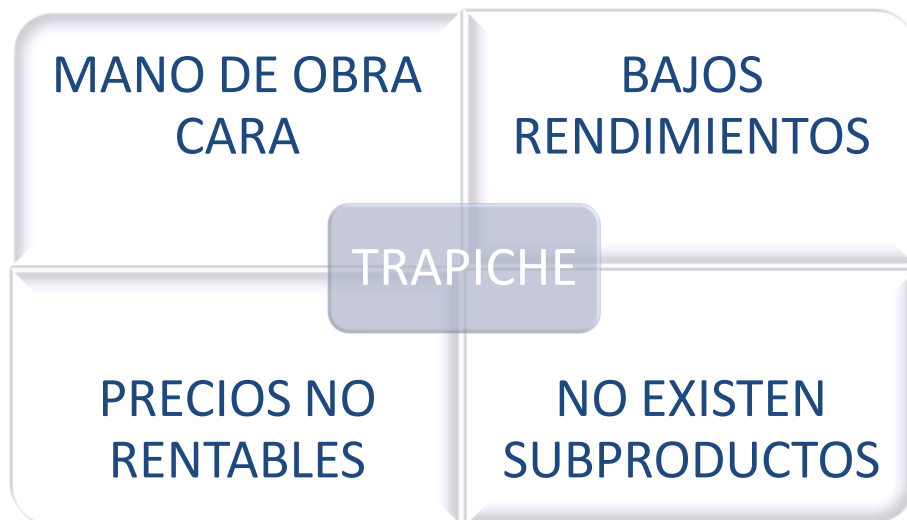 MANO DE OBRA
CARA
BAJOS
RENDIMIENTOS
TRAPICHE
PRECIOS NO
RENTABLES
NO EXISTEN
SUBPRODUCTOS